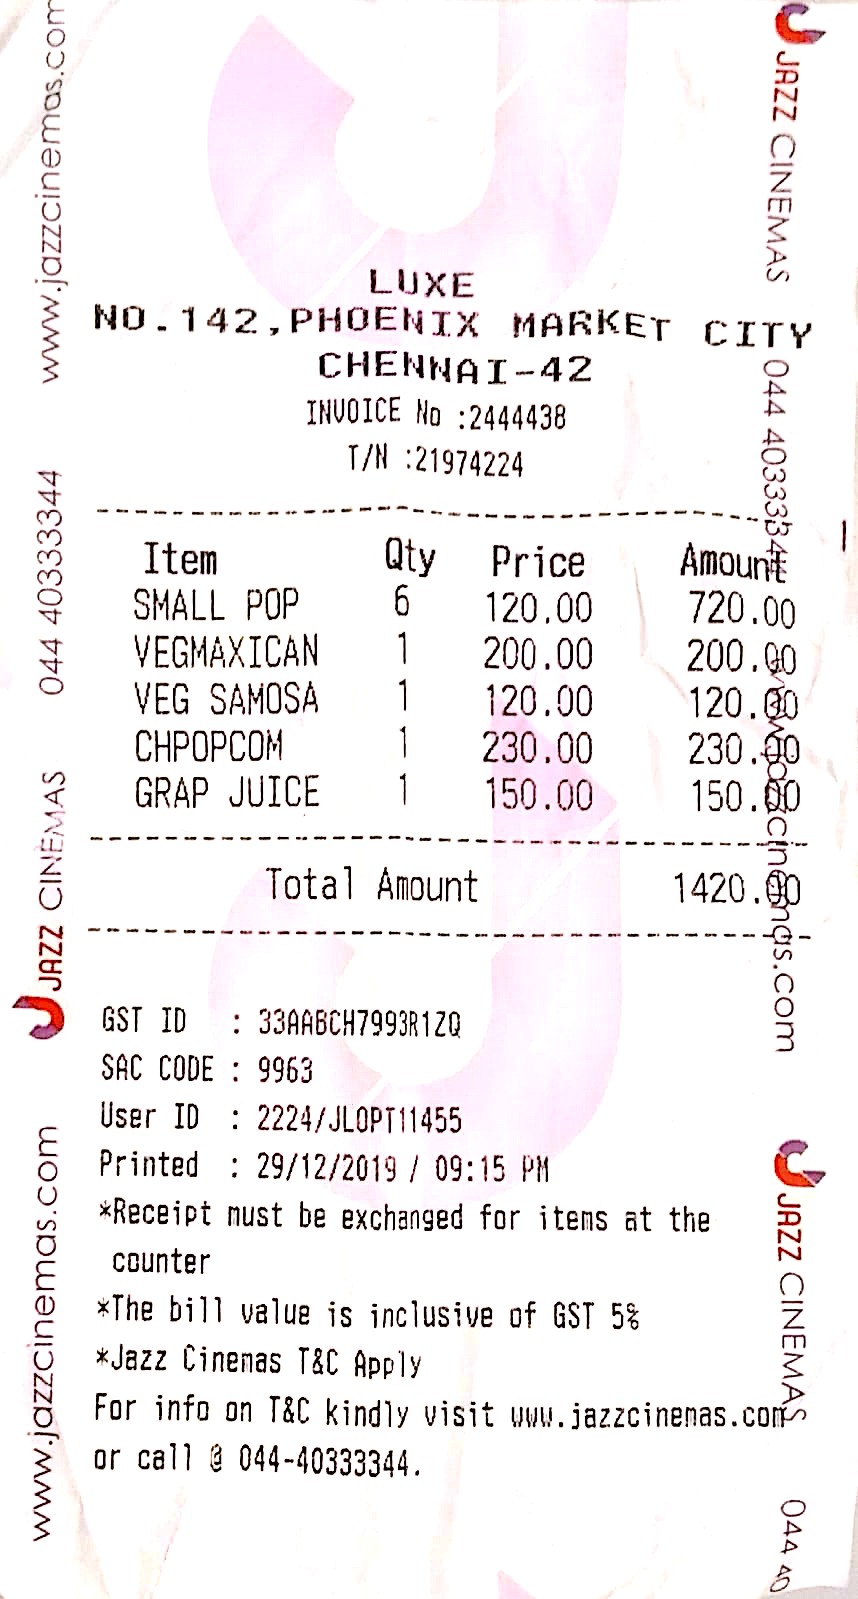 LUXE
NO.142,PHOENIX MARKET CITY
CHENNAI-42
INVOICE No :2444438
T/N :21974224
Item Qty Price Amount
SMALL POP 6 120.00 720.00
VEGMAXICAN 1 200.00 200.00
VEG SAMOSA 1 120.00 120.00
CHPOPCOM 1 230.00 230.00
GRAP JUICE 1 150.00 150.00
Total Amount 1420.00
GST ID : 33AABCH7993R1ZQ
SAC CODE : 9963
User ID : 2224/JLOPT11455
Printed : 29/12/2019 / 09:15 PM
*Receipt must be exchanged for items at the
counter
*The bill value is inclusive of GST 5%
*Jazz Cinemas T&C Apply
For info on T&C kindly visit www.jazzcinemas.com
or call @ 044-40333344.
www.jazzcinemas.com
JAZZ CINEMAS 044 40333344 www.jazzcinemas.com
JAZZ CINEMAS 044 40333344 www.jazzcinemas.com
JAZZ CINEMAS 044 40